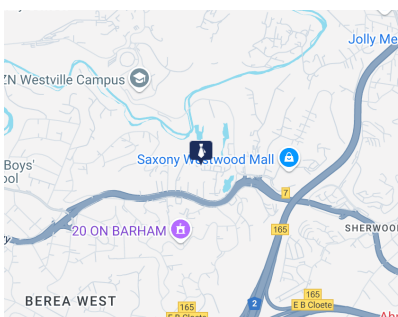 Jolly Me
ZN Westville Campus
Saxony Westwood Mall
Boys'
ool
7
165
20 ON BARHAM
SHERWOO
BEREA WEST
165
E B Cloete
2
165
E B Cloete